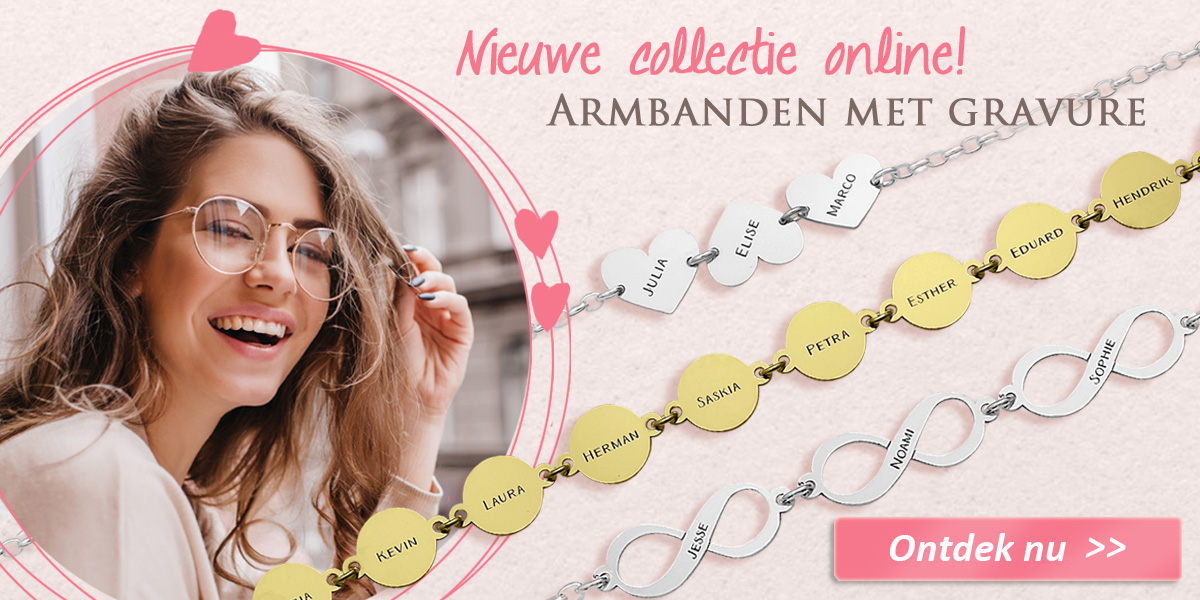 Nieuwe collectie online!
ARMBANDEN MET GRAVURE
JULIA
ELISE
MARCO
HENDRIK
EDUARD
ESTHER
PETRA
SASKIA
HERMAN
LAURA
KEVIN
SOPHIE
NOAMI
JESSE
Ontdek nu >>